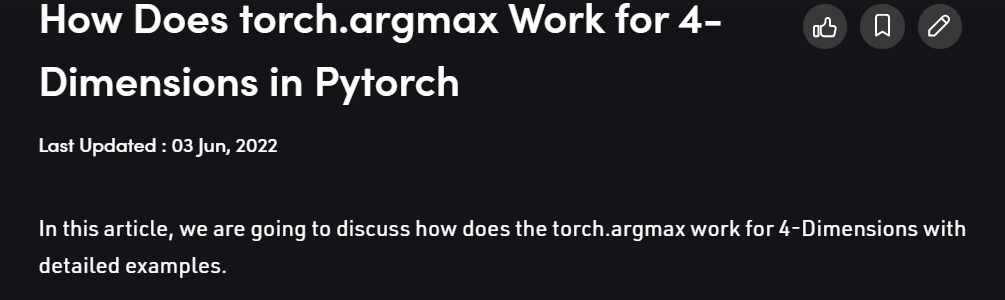 How Does torch.argmax Work for 4-
Dimensions in Pytorch
Last Updated : 03 Jun, 2022
In this article, we are going to discuss how does the torch.argmax work for 4-Dimensions with
detailed examples.